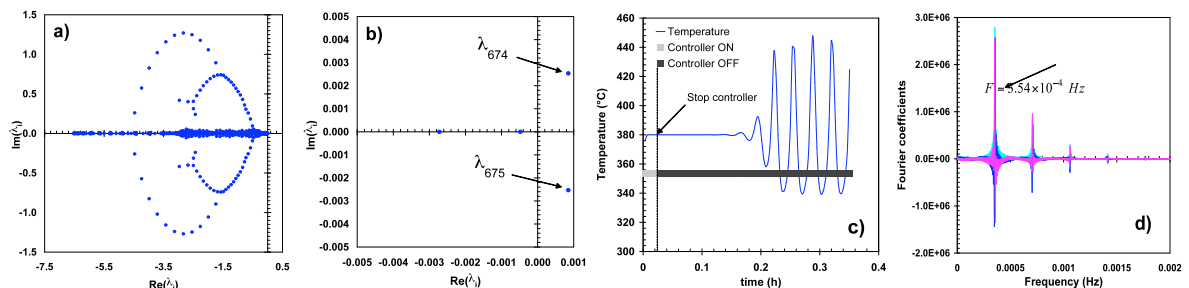 a)
Im(λi)
1.5
1.0
0.5
0.0
-0.5
-1.0
-1.5
-7.5 -5.5 -3.5 -1.5 0.5
Re(λi)
b)
Im(λi)
0.005
0.004
0.003
0.002
0.001
0.000
-0.001
-0.002
-0.003
-0.004
-0.005
λ674
λ675
-0.005 -0.004 -0.003 -0.002 -0.001 0.000 0.001
Re(λi)
Temperature (°C)
460
440
420
400
380
360
340
320
300
Temperature
Controller ON
Controller OFF
Stop controller
c)
0 0.1 0.2 0.3 0.4
time (h)
Fourier coefficients
3.0E+06
2.0E+06
1.0E+06
0.0E+00
-1.0E+06
-2.0E+06
F = 5.54×10⁻⁴ Hz
d)
0 0.0005 0.001 0.0015 0.002
Frequency (Hz)